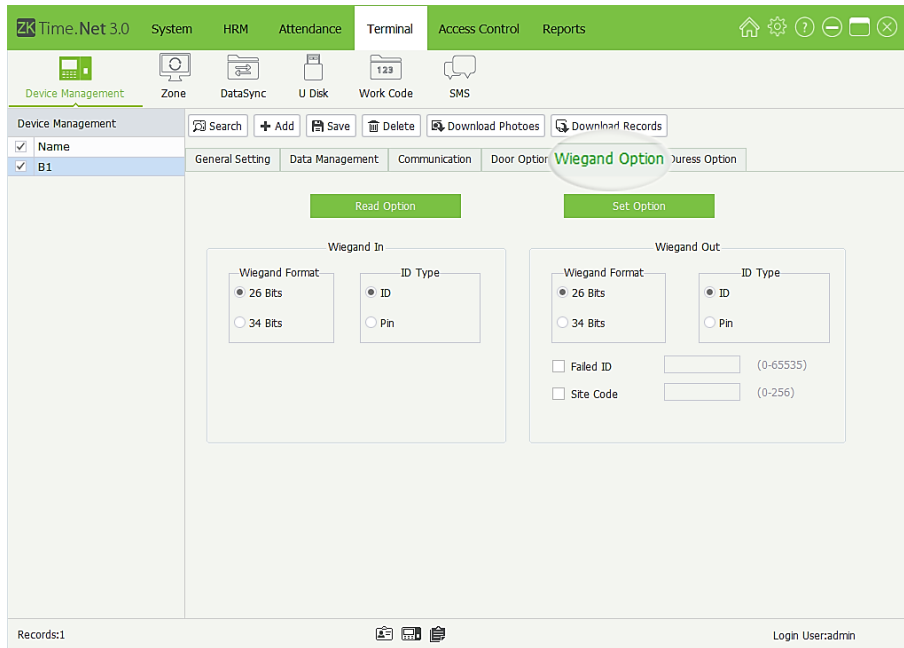 ZK Time.Net 3.0 System HRM Attendance Terminal Access Control Reports
123
Device Management Zone DataSync U Disk Work Code SMS
Device Management
Search Add Save Delete Download Photoes Download Records
Name
B1
General Setting Data Management Communication Door Option Wiegand Option Duress Option
Read Option Set Option
Wiegand In
Wiegand Format ID Type
26 Bits ID
34 Bits Pin
Wiegand Out
Wiegand Format ID Type
26 Bits ID
34 Bits Pin
Failed ID (0-65535)
Site Code (0-256)
Records:1 Login User:admin